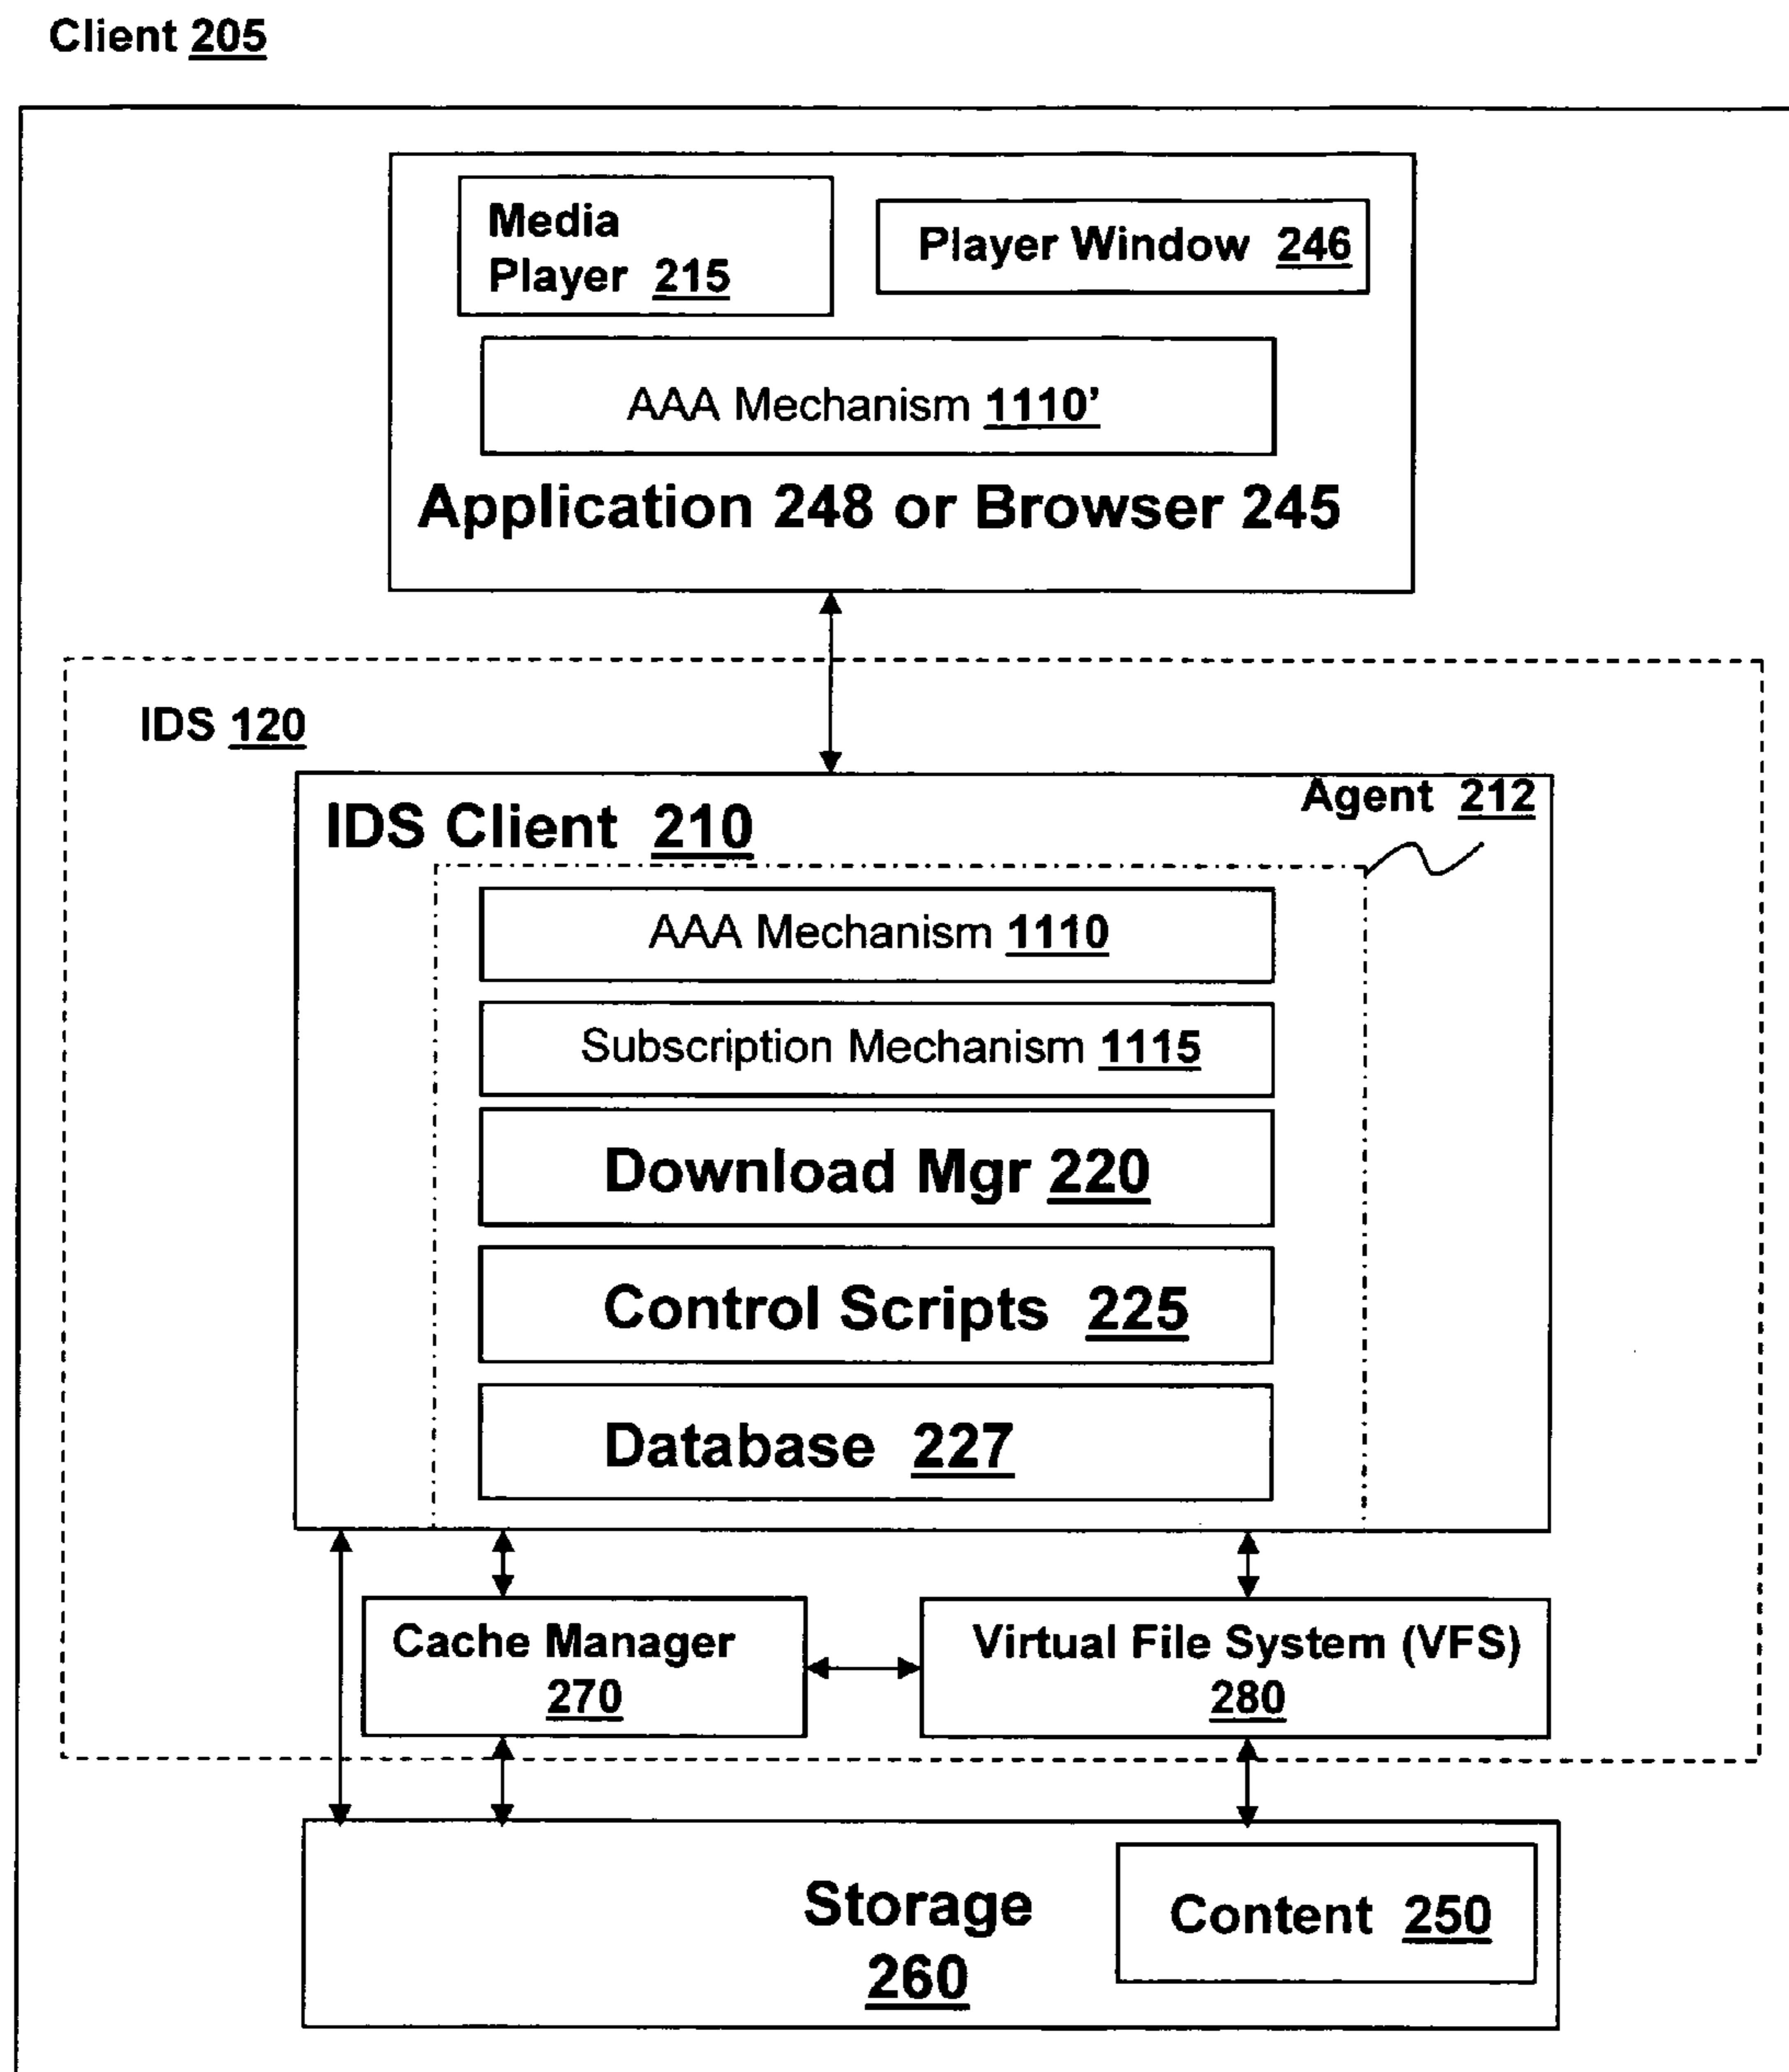 Client 205
Media
Player 215
Player Window 246
AAA Mechanism 1110’
Application 248 or Browser 245
IDS 120
IDS Client 210
Agent 212
AAA Mechanism 1110
Subscription Mechanism 1115
Download Mgr 220
Control Scripts 225
Database 227
Cache Manager
270
Virtual File System (VFS)
280
Storage
260
Content 250